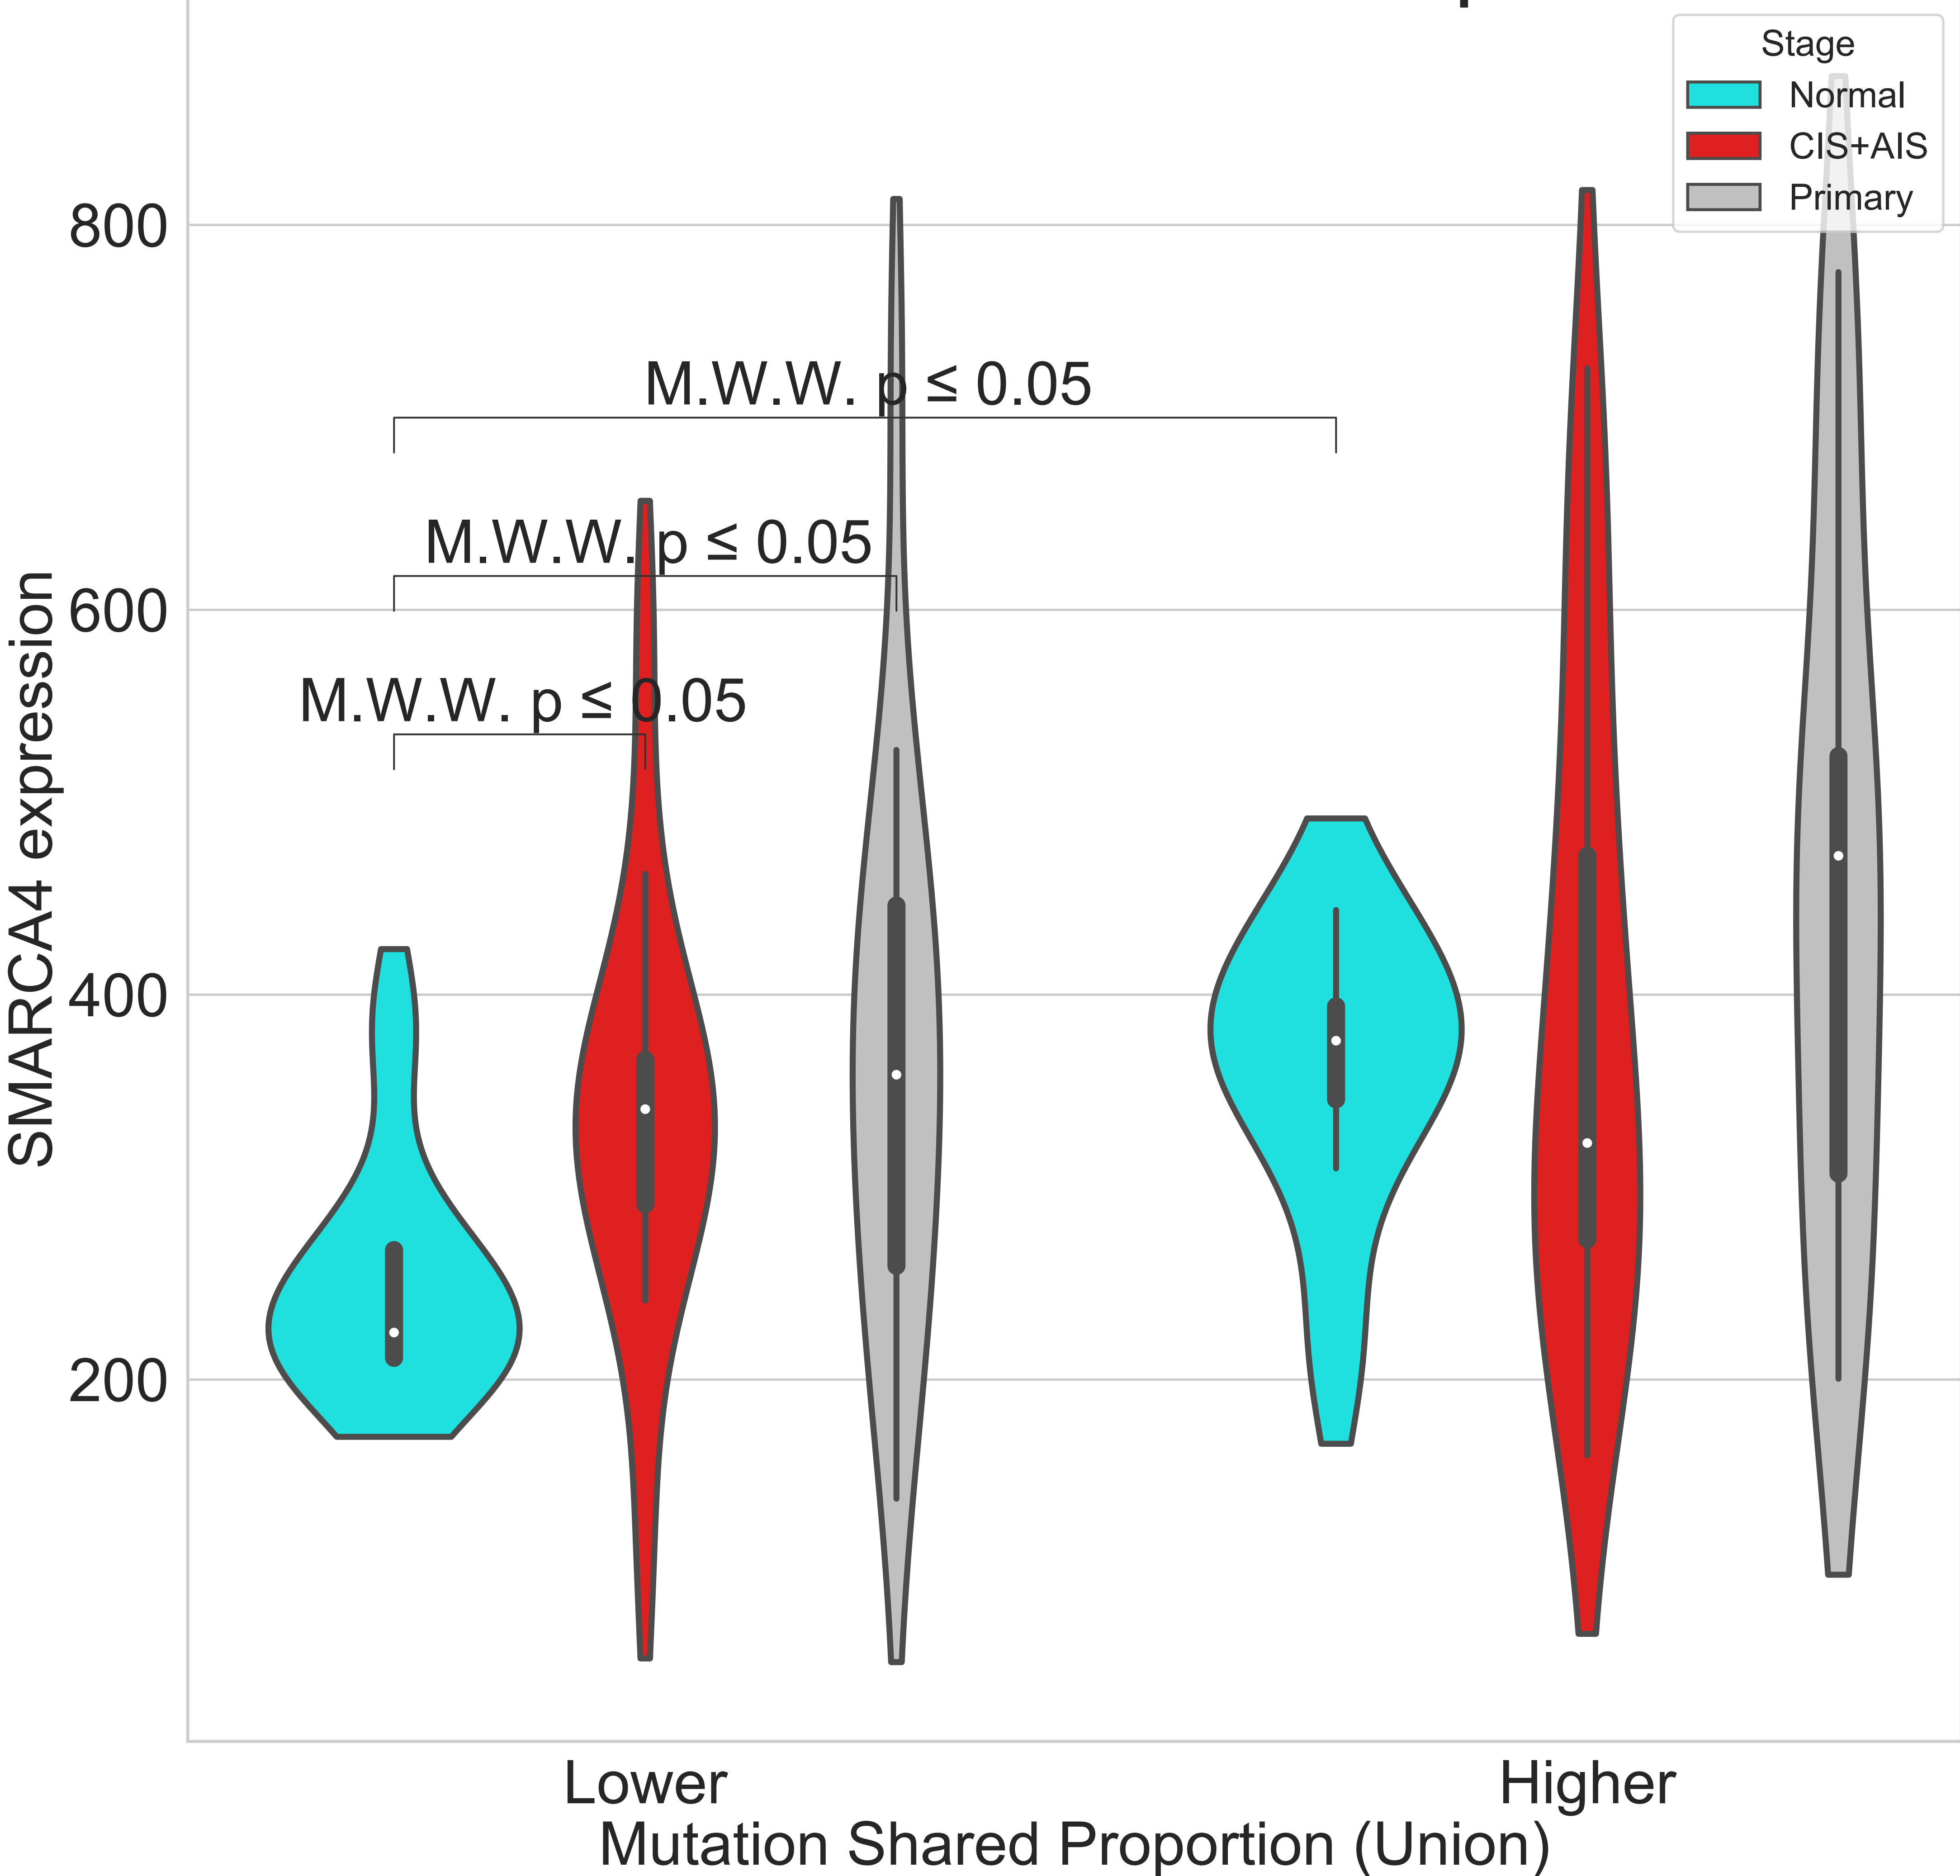 Stage
Normal
CIS+AIS
Primary
800
600
400
200
SMARCA4 expression
M.W.W. p ≤ 0.05
M.W.W. p ≤ 0.05
M.W.W. p ≤ 0.05
Lower
Higher
Mutation Shared Proportion (Union)